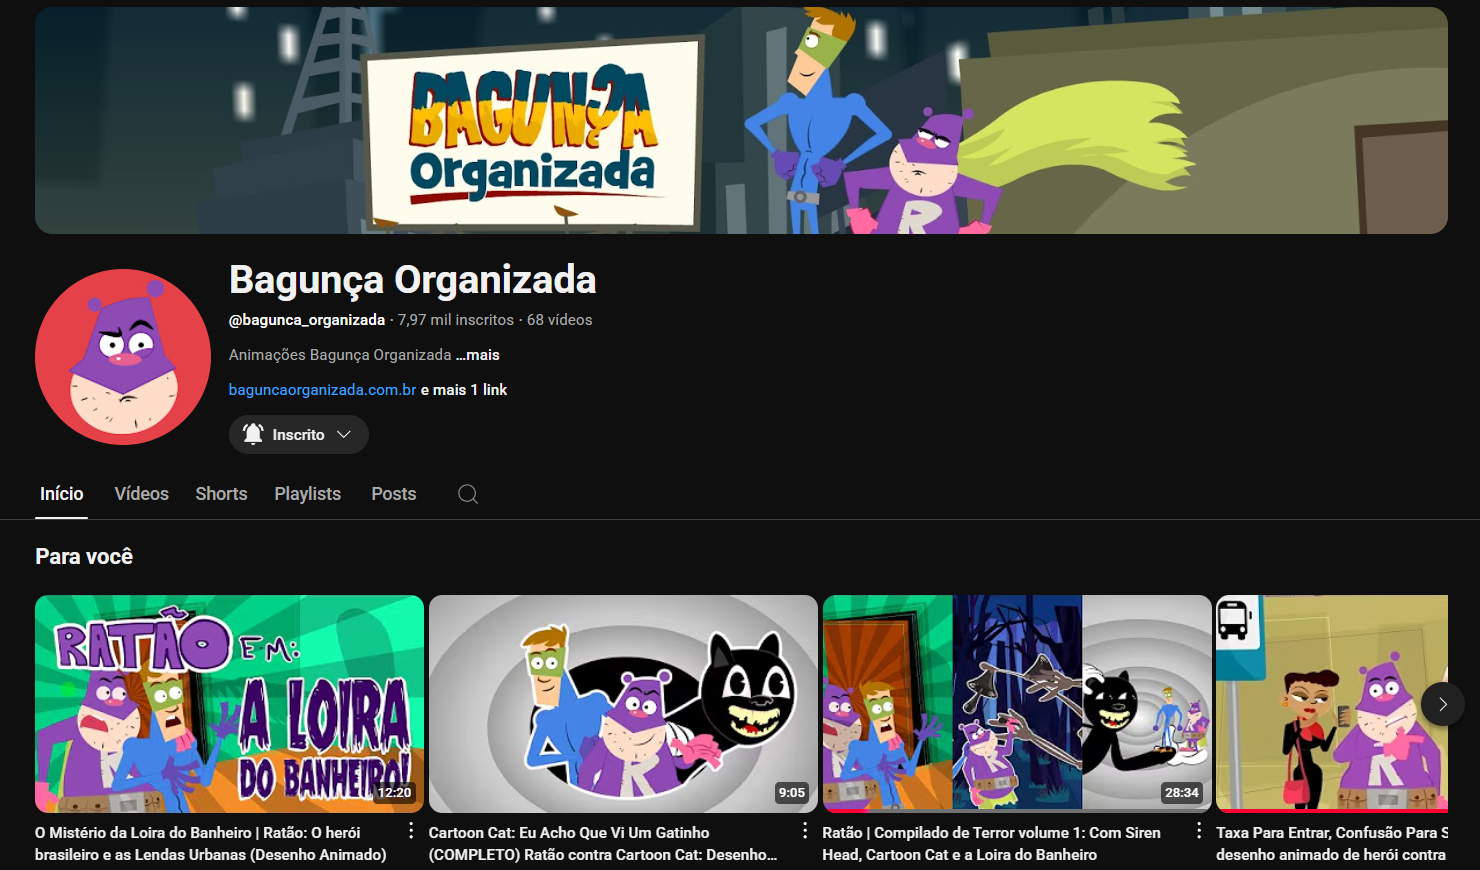 BAGUNÇA
Organizada
R
Bagunça Organizada
@bagunca_organizada · 7,97 mil inscritos · 68 vídeos
Animações Bagunça Organizada ...mais
baguncaorganizada.com.br e mais 1 link
Inscrito
Início Vídeos Shorts Playlists Posts
Para você
RATÃO EM:
A LOIRA
DO BANHEIRO!
12:20
R
9:05
28:34
R
O Mistério da Loira do Banheiro | Ratão: O herói
brasileiro e as Lendas Urbanas (Desenho Animado)
Cartoon Cat: Eu Acho Que Vi Um Gatinho
(COMPLETO) Ratão contra Cartoon Cat: Desenho...
Ratão | Compilado de Terror volume 1: Com Siren
Head, Cartoon Cat e a Loira do Banheiro
Taxa Para Entrar, Confusão Para S
desenho animado de herói contra